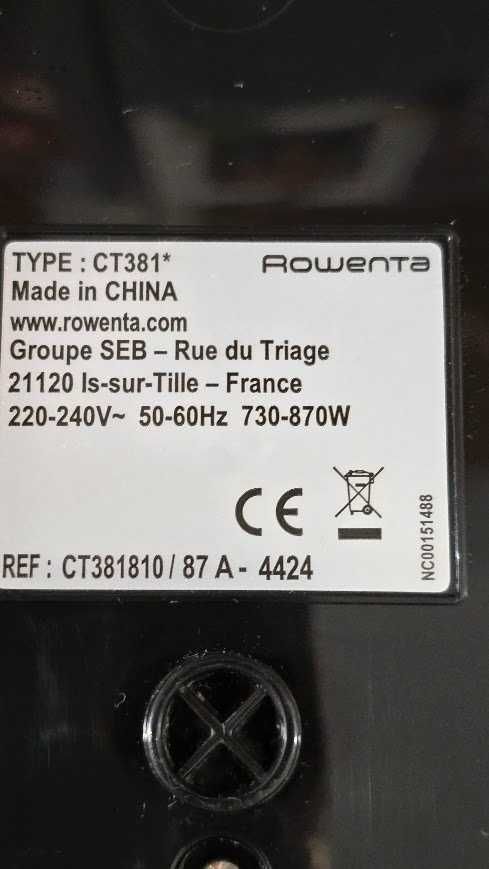 TYPE : CT381* Rowenta
Made in CHINA
www.rowenta.com
Groupe SEB – Rue du Triage
21120 Is-sur-Tille – France
220-240V~ 50-60Hz 730-870W
CE
REF : CT381810 / 87 A - 4424
NC00151488